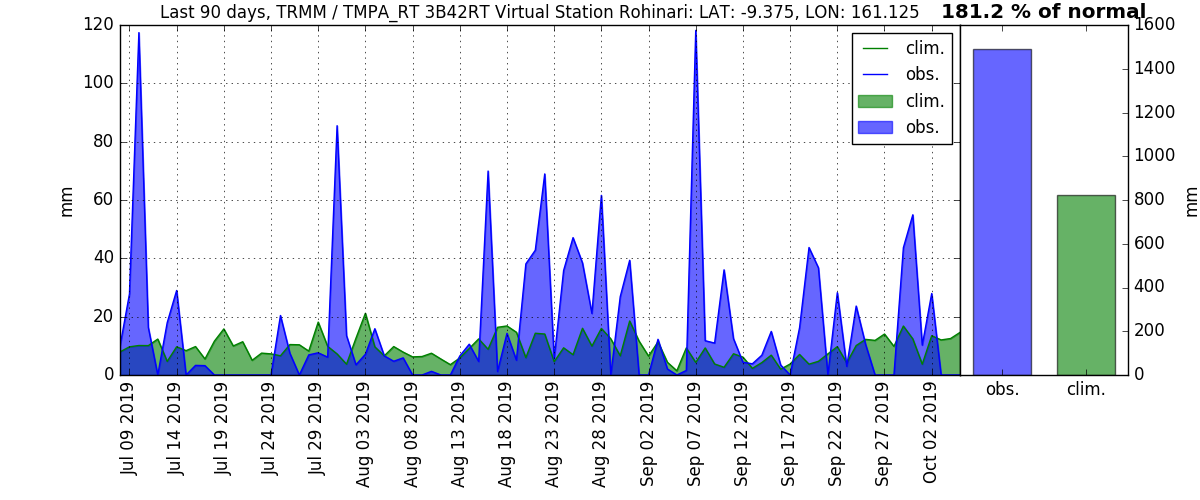 Last 90 days, TRMM / TMPA_RT 3B42RT Virtual Station Rohinari: LAT: -9.375, LON: 161.125
181.2 % of normal
120
100
80
60
40
20
0
mm
clim.
obs.
clim.
obs.
1600
1400
1200
1000
800
600
400
200
0
mm
obs.
clim.
Jul 09 2019
Jul 14 2019
Jul 19 2019
Jul 24 2019
Jul 29 2019
Aug 03 2019
Aug 08 2019
Aug 13 2019
Aug 18 2019
Aug 23 2019
Aug 28 2019
Sep 02 2019
Sep 07 2019
Sep 12 2019
Sep 17 2019
Sep 22 2019
Sep 27 2019
Oct 02 2019